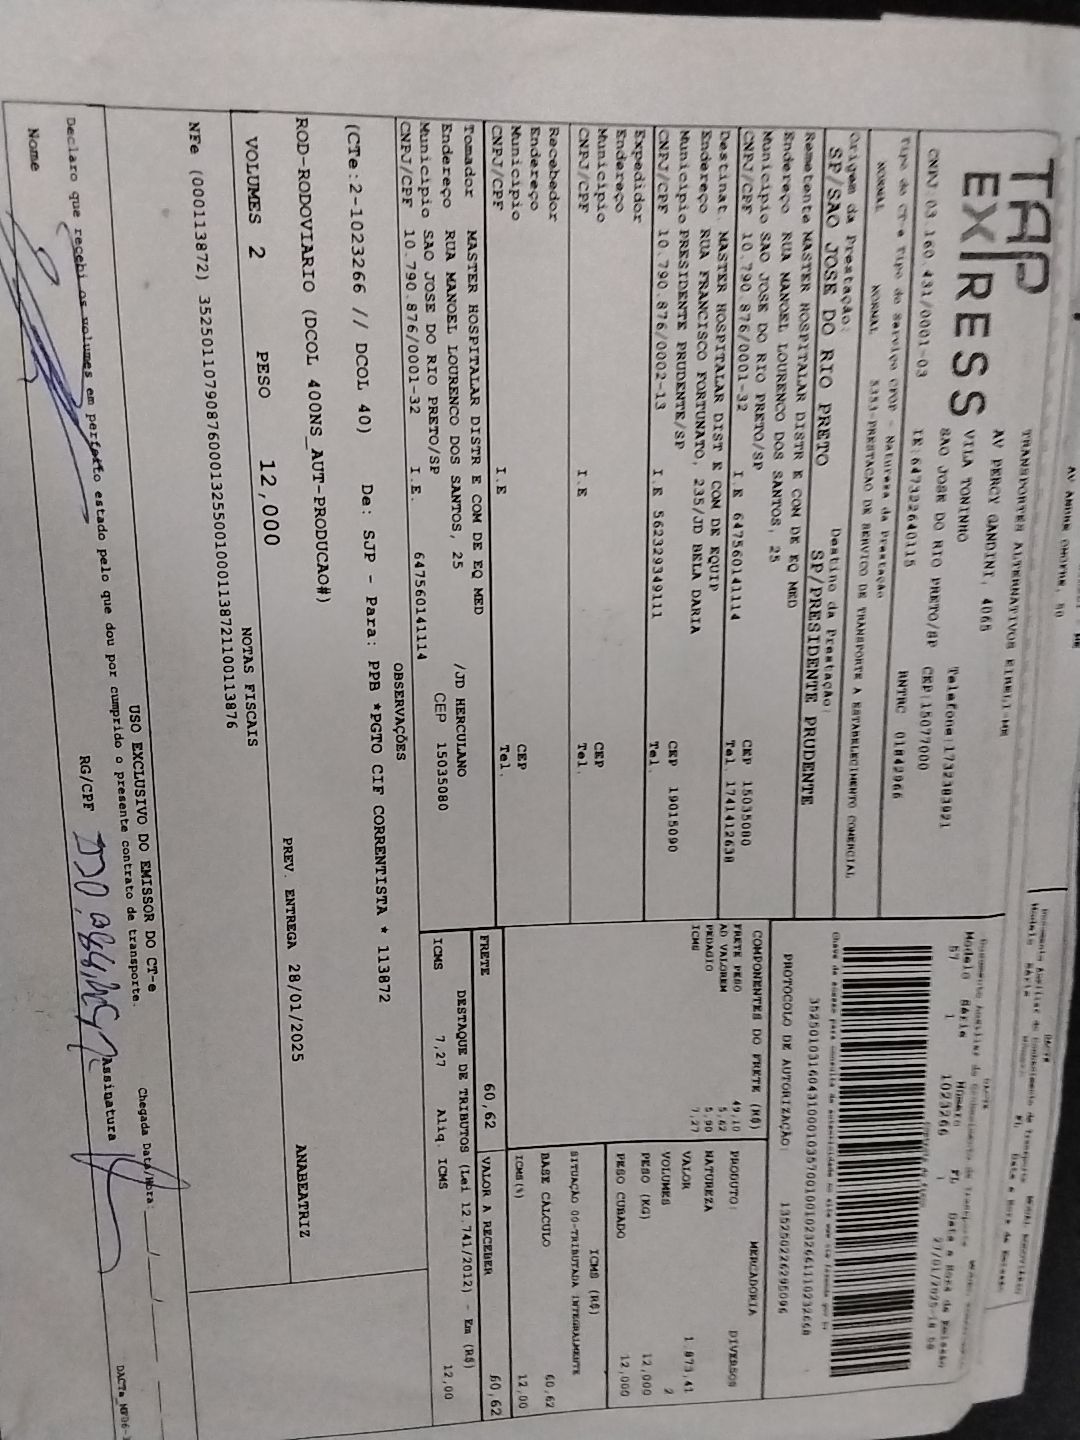 AV ANDRE
TAP
EXPRESS
TRANSPORTES ALTERNATIVOS EIRELI-ME
AV PERCY GANDINI, 4065
VILA TONINHO
SAO JOSE DO RIO PRETO/SP
Telefone:1732383921
CEP:15077000
CNPJ:03.160.431/0001-03
IE:647322640115
RNTRC 01842966
Modelo Série Número FL Data e Hora de Emissão
57 1 1023266 1
Tipo do CTe Tipo do Serviço CFOP - Natureza da Prestação
NORMAL NORMAL 5353-PRESTACAO DE SERVICO DE TRANSPORTE A ESTABELECIMENTO COMERCIAL
Origem da Prestação: Destino da Prestação:
SP/SAO JOSE DO RIO PRETO SP/PRESIDENTE PRUDENTE
PROTOCOLO DE AUTORIZAÇÃO: 135250226295096
Remetente MASTER HOSPITALAR DISTR E COM DE EQ MED
Endereço RUA MANOEL LOURENCO DOS SANTOS, 25
Município SAO JOSE DO RIO PRETO/SP CEP 15035080
CNPJ/CPF 10.790.876/0001-32 I.E 647560141114 Tel. 1741412638
Destinat. MASTER HOSPITALAR DIST E COM DE EQUIP
Endereço RUA FRANCISCO FORTUNATO, 235/JD BELA DARIA
Município PRESIDENTE PRUDENTE/SP CEP 19015090
CNPJ/CPF 10.790.876/0002-13 I.E 562329349111 Tel.
Expedidor
Endereço
Município CEP
CNPJ/CPF I.E Tel.
Recebedor
Endereço
Município CEP
CNPJ/CPF I.E Tel.
Tomador MASTER HOSPITALAR DISTR E COM DE EQ MED
Endereço RUA MANOEL LOURENCO DOS SANTOS, 25 /JD HERCULANO
Município SAO JOSE DO RIO PRETO/SP CEP 15035080
CNPJ/CPF 10.790.876/0001-32 I.E. 647560141114
COMPONENTES DO FRETE (R$)
FRETE PESO 49,10
AD VALOREM 5,62
PEDAGIO
ICMS 7,27
MERCADORIA
PRODUTO: DIVERSOS
NATUREZA
VALOR 1.873,41
VOLUMES 2
PESO (KG) 12,000
PESO CUBADO 12,000
ICMS (R$)
SITUAÇÃO 00-TRIBUTADA INTEGRALMENTE
BASE CÁLCULO 60,62
ICMS(%) 12,00
FRETE 60,62 VALOR A RECEBER 60,62
DESTAQUE DE TRIBUTOS (Lei 12.741/2012) - Em (R$)
ICMS 7,27 Aliq. ICMS 12,00
OBSERVAÇÕES
(CTe:2-1023266 // DCOL 40) De: SJP - Para: PPB *PGTO CIF CORRENTISTA * 113872
ROD-RODOVIARIO (DCOL 400NS_AUT-PRODUCAO#)
PREV. ENTREGA 28/01/2025 ANABEATRIZ
VOLUMES 2 PESO 12,000
NOTAS FISCAIS
NFe (000113872) 35250110790876000132550010001138721100113876
USO EXCLUSIVO DO EMISSOR DO CT-e
Declaro que recebi os volumes em perfeito estado pelo que dou por cumprido o presente contrato de transporte.
Chegada Data/Hora: / /
Nome RG/CPF Assinatura